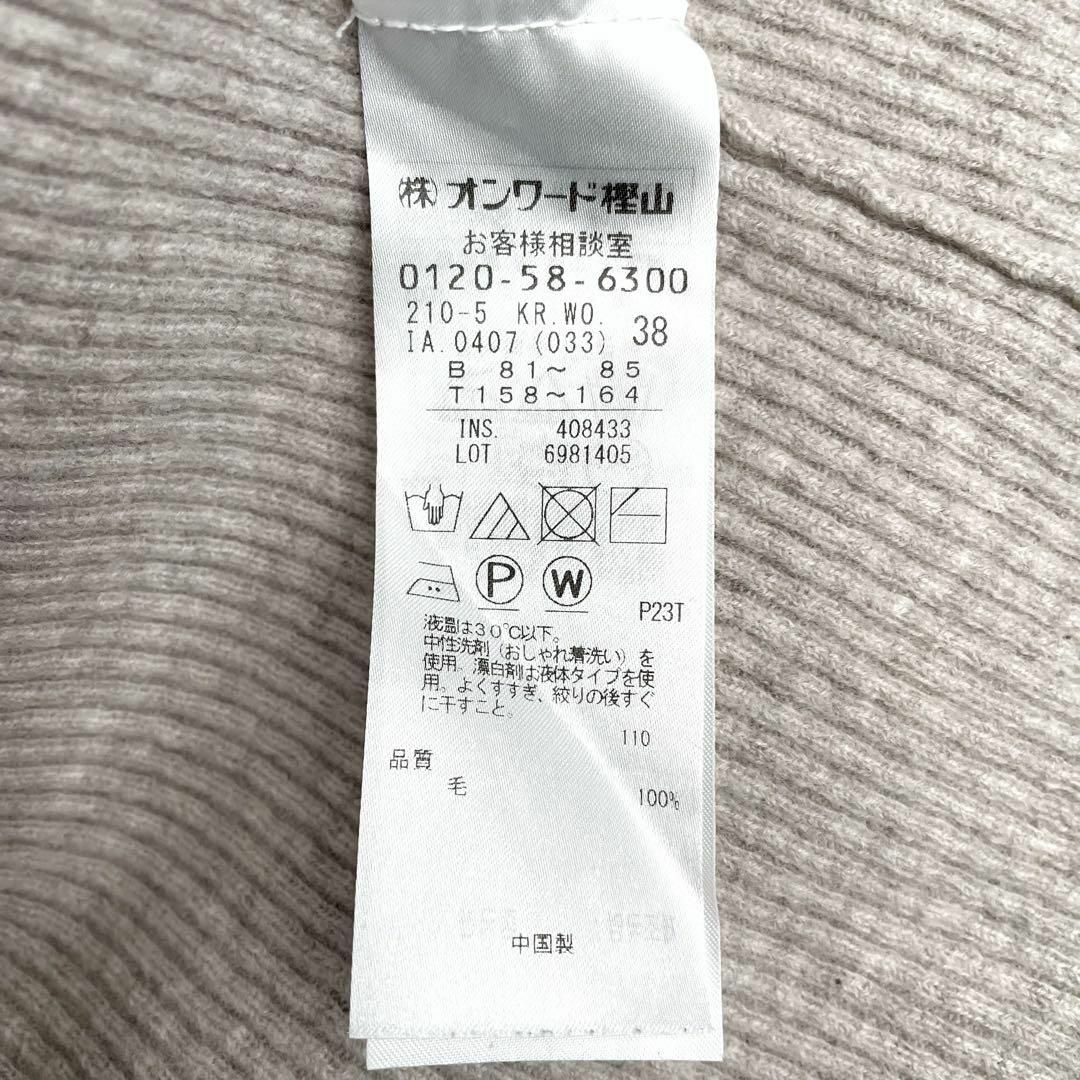 (株)オンワード樫山
お客様相談室
0120-58-6300
210-5 KR.WO.
IA.0407(033) 38
B 81～ 85
T158～164
INS. 408433
LOT 6981405
P W
P23T
液温は30℃以下。
中性洗剤(おしゃれ着洗い)を
使用。漂白剤は液体タイプを使
用。よくすすぎ、絞りの後すぐ
に干すこと。
110
品質
毛 100%
中国製